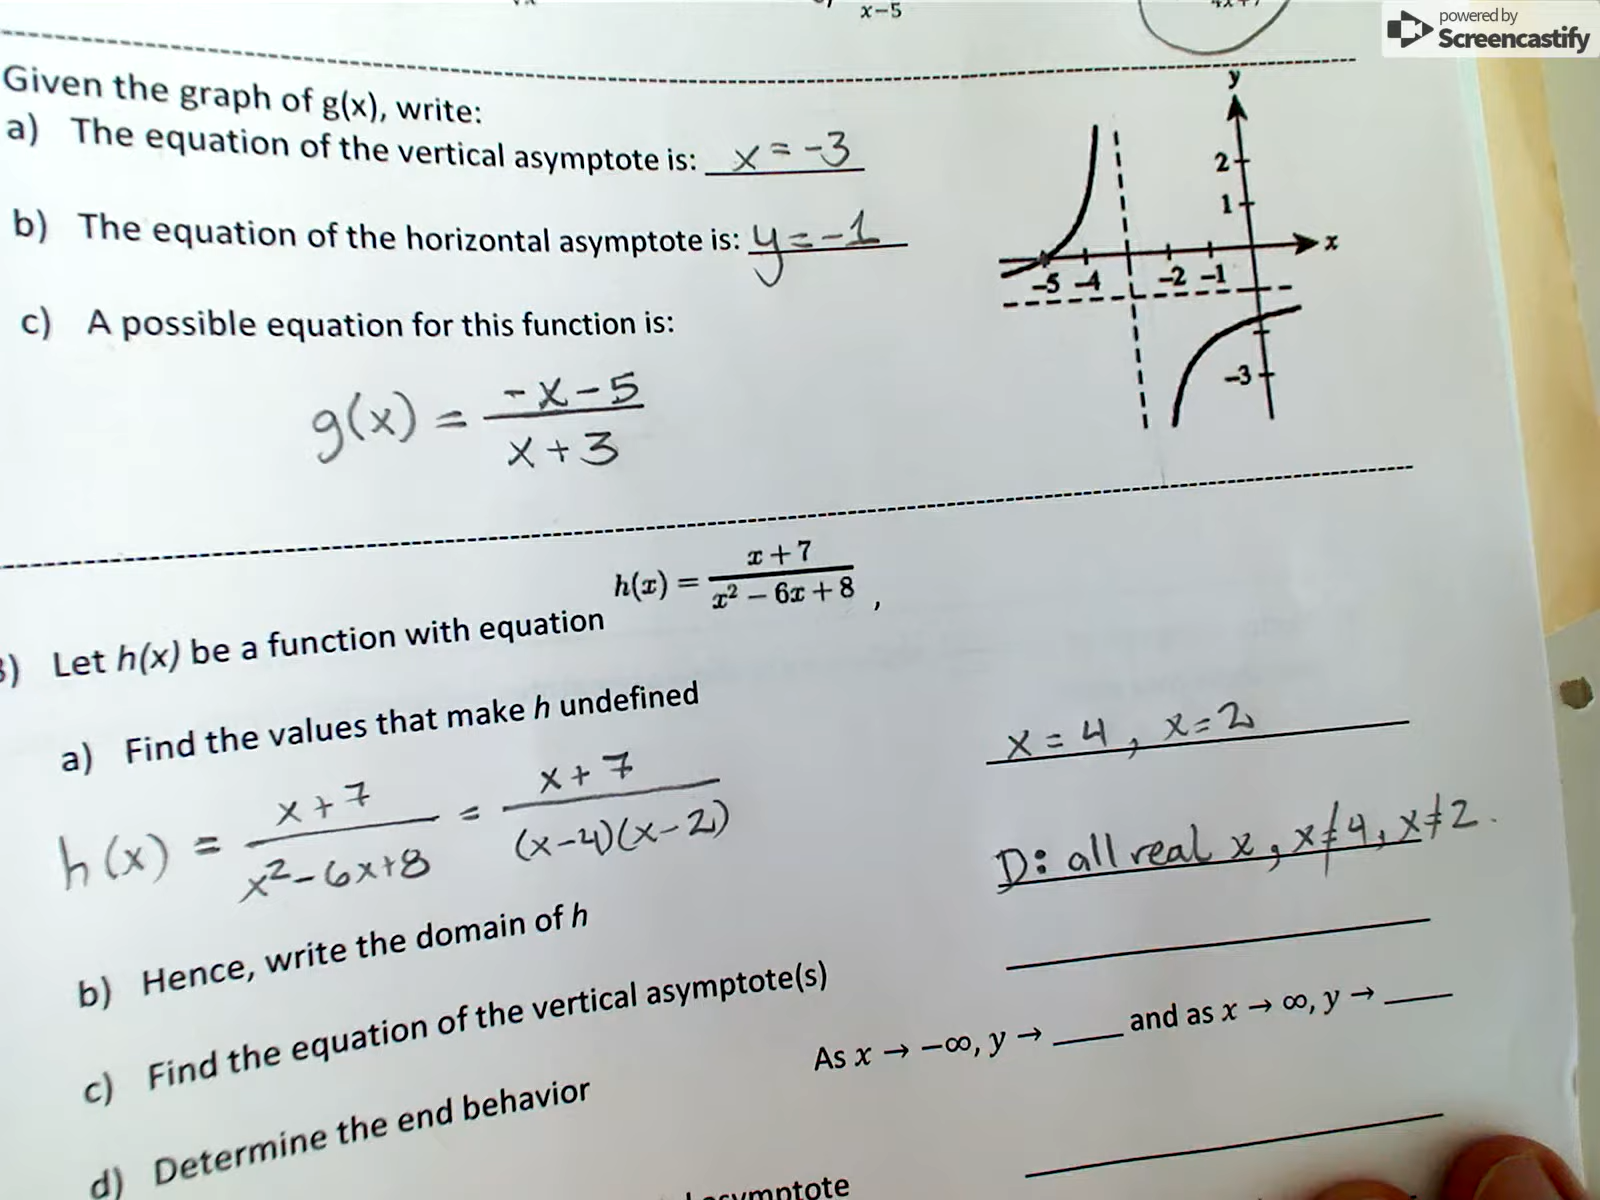 x-5
powered by
Screencastify
Given the graph of g(x), write:
a) The equation of the vertical asymptote is: x = -3
b) The equation of the horizontal asymptote is: y = -1
c) A possible equation for this function is:
g(x) = (-x-5)/(x+3)
y
2
1
x
-5 -4 -2 -1
-3
h(x) = (x+7)/(x² - 6x + 8) ,
) Let h(x) be a function with equation
a) Find the values that make h undefined
x = 4, x = 2
h(x) = (x+7)/(x²-6x+8) = (x+7)/((x-4)(x-2))
D: all real x, x≠4, x≠2.
b) Hence, write the domain of h
c) Find the equation of the vertical asymptote(s)
As x → -∞, y → ____ and as x → ∞, y → ____
d) Determine the end behavior
asymptote